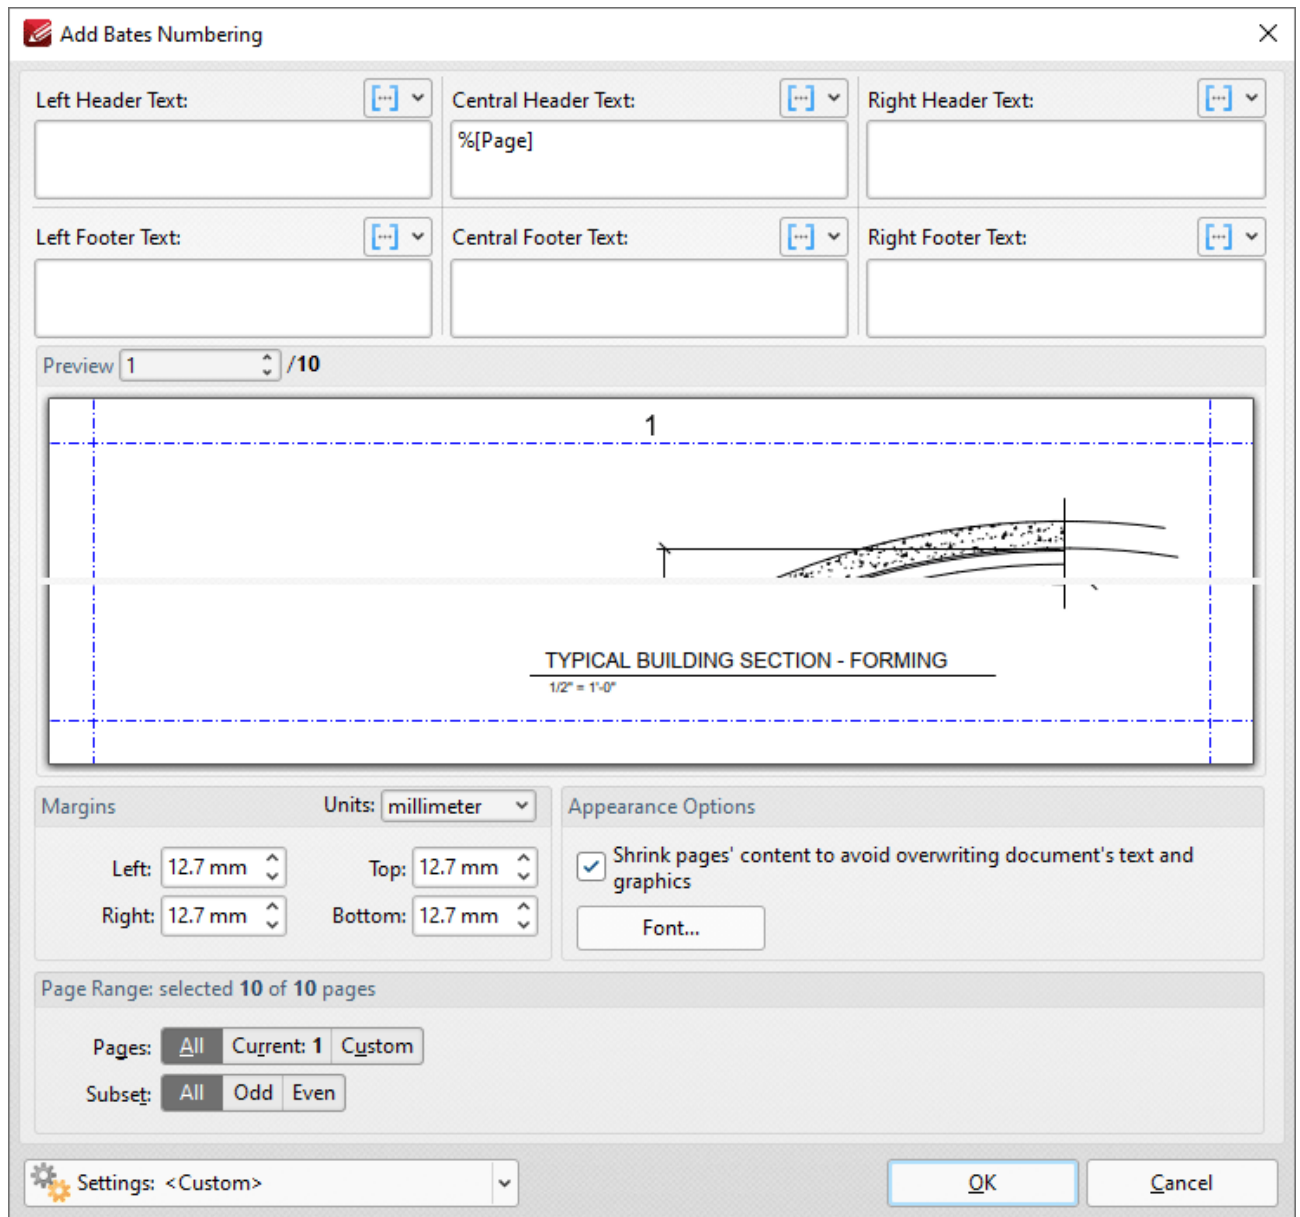 Add Bates Numbering
Left Header Text:
Central Header Text:
Right Header Text:
%[Page]
Left Footer Text:
Central Footer Text:
Right Footer Text:
Preview 1 /10
1
TYPICAL BUILDING SECTION - FORMING
1/2" = 1'-0"
Margins
Units: millimeter
Left: 12.7 mm
Top: 12.7 mm
Right: 12.7 mm
Bottom: 12.7 mm
Appearance Options
Shrink pages' content to avoid overwriting document's text and
graphics
Font...
Page Range: selected 10 of 10 pages
Pages: All Current: 1 Custom
Subset: All Odd Even
Settings: <Custom>
OK
Cancel